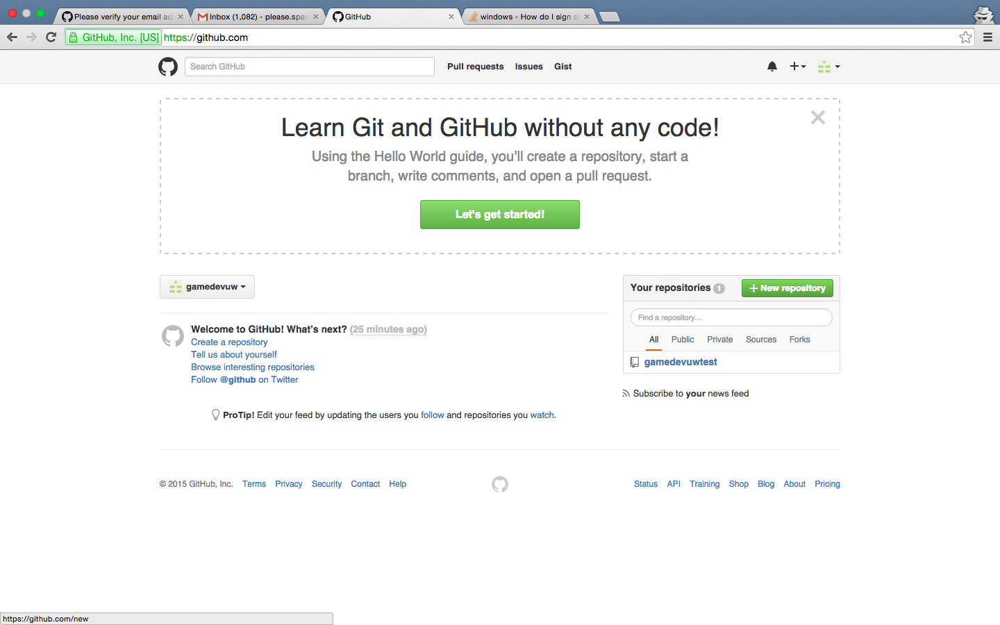 Please verify your email ad
Inbox (1,082) - please.spam
GitHub
windows - How do I sign o
GitHub, Inc. [US] https://github.com
Search GitHub
Pull requests Issues Gist
Learn Git and GitHub without any code!
Using the Hello World guide, you’ll create a repository, start a
branch, write comments, and open a pull request.
Let's get started!
gamedevuw
Welcome to GitHub! What’s next? (25 minutes ago)
Create a repository
Tell us about yourself
Browse interesting repositories
Follow @github on Twitter
ProTip! Edit your feed by updating the users you follow and repositories you watch.
Your repositories 1 New repository
Find a repository…
All Public Private Sources Forks
gamedevuwtest
Subscribe to your news feed
© 2015 GitHub, Inc. Terms Privacy Security Contact Help
Status API Training Shop Blog About Pricing
https://github.com/new